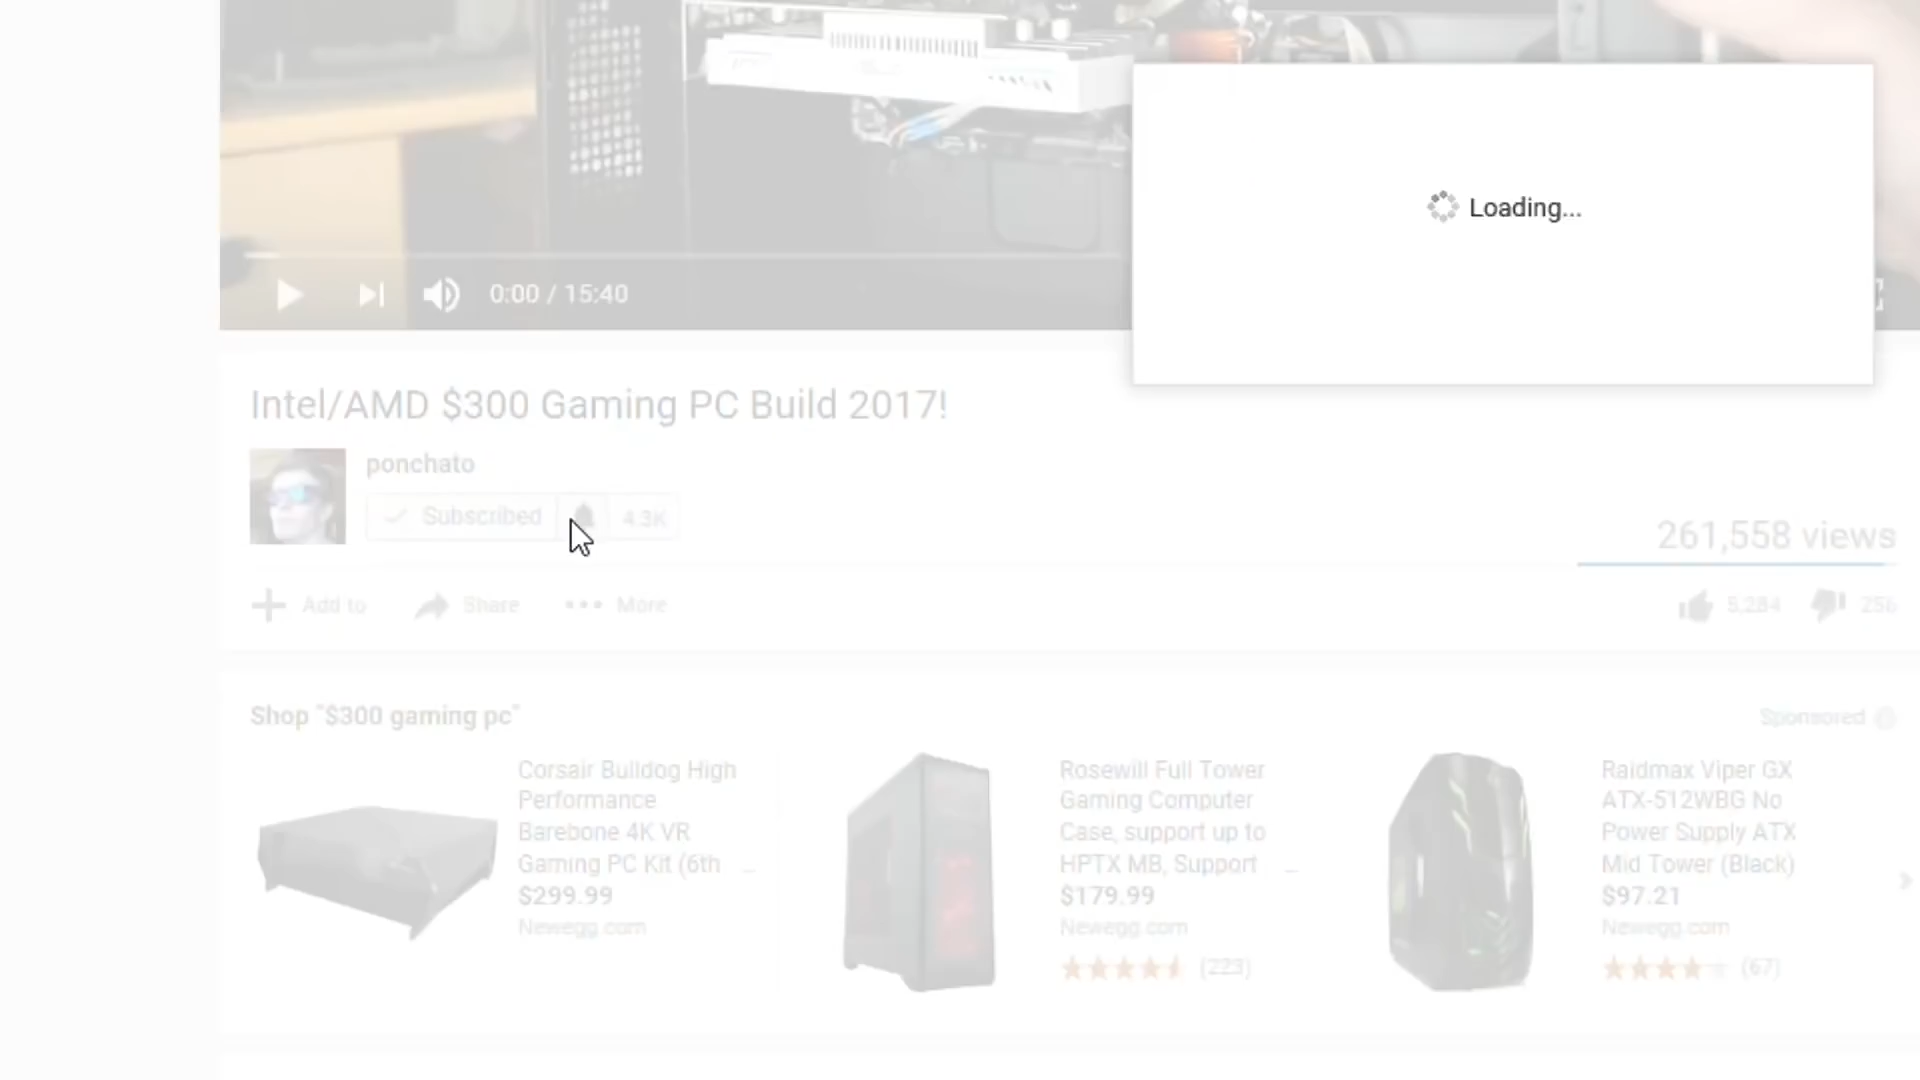 Loading...
0:00 / 15:40
Intel/AMD $300 Gaming PC Build 2017!
ponchato
Subscribed
4.3K
261,558 views
Add to
Share
More
5,284
256
Shop "$300 gaming pc"
Sponsored
Corsair Bulldog High
Performance
Barebone 4K VR
Gaming PC Kit (6th ...
$299.99
Newegg.com
Rosewill Full Tower
Gaming Computer
Case, support up to
HPTX MB, Support ...
$179.99
Newegg.com
(223)
Raidmax Viper GX
ATX-512WBG No
Power Supply ATX
Mid Tower (Black)
$97.21
Newegg.com
(67)